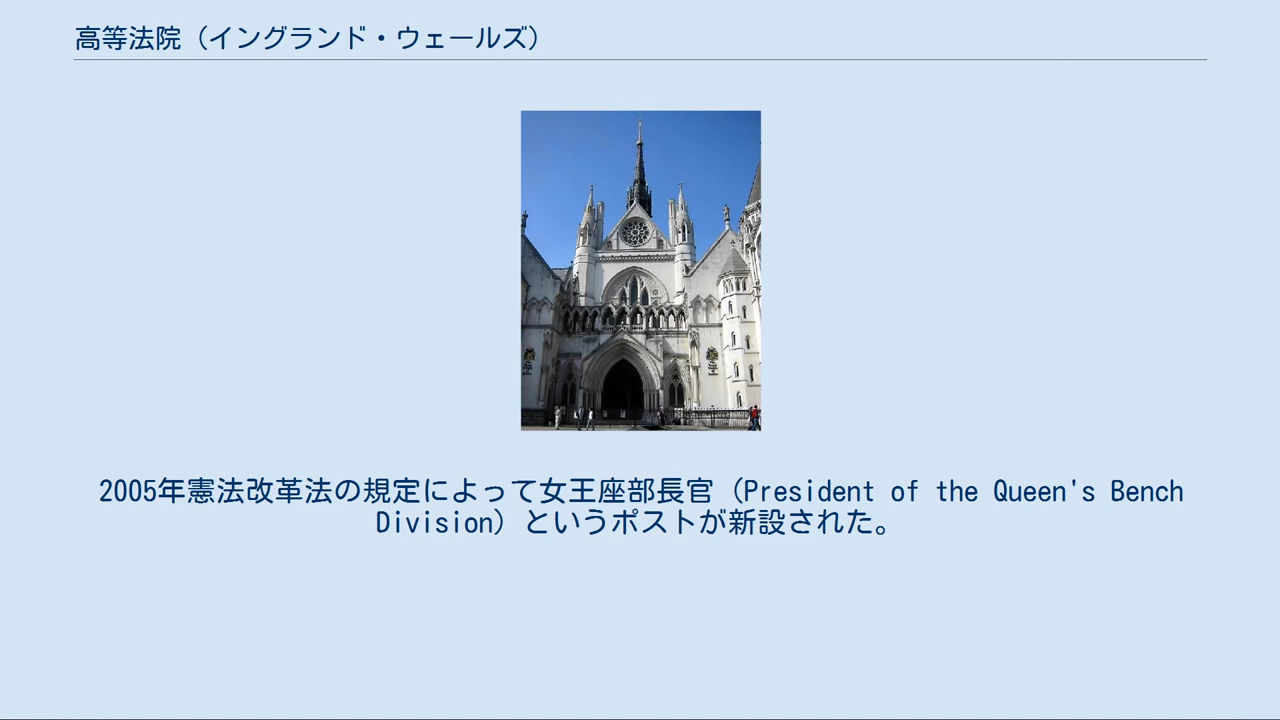 高等法院（イングランド・ウェールズ）
2005年憲法改革法の規定によって女王座部長官（President of the Queen's Bench
Division）というポストが新設された。